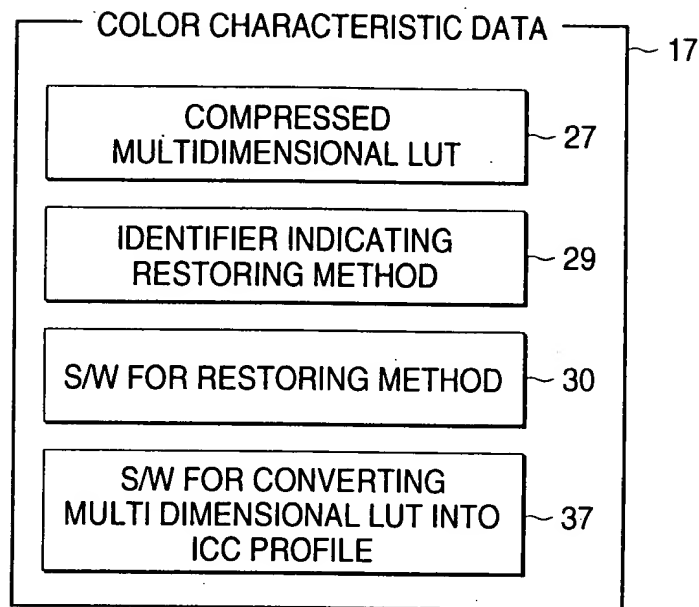 COLOR CHARACTERISTIC DATA
17
COMPRESSED
MULTIDIMENSIONAL LUT
27
IDENTIFIER INDICATING
RESTORING METHOD
29
S/W FOR RESTORING METHOD
30
S/W FOR CONVERTING
MULTI DIMENSIONAL LUT INTO
ICC PROFILE
37